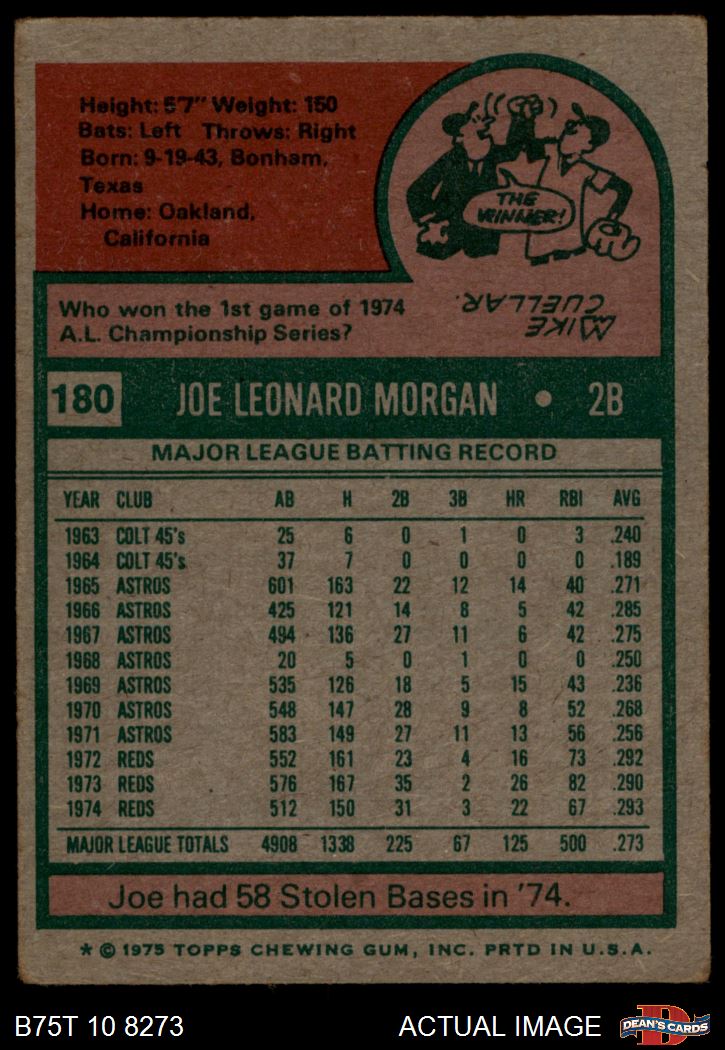 Height: 5'7" Weight: 150
Bats: Left Throws: Right
Born: 9-19-43, Bonham,
Texas
Home: Oakland,
California
THE
WINNER!
MIKE
CUELLAR.
Who won the 1st game of 1974
A.L. Championship Series?
180 JOE LEONARD MORGAN • 2B
MAJOR LEAGUE BATTING RECORD
YEAR CLUB AB H 2B 3B HR RBI AVG
1963 COLT 45's 25 6 0 1 0 3 .240
1964 COLT 45's 37 7 0 0 0 0 .189
1965 ASTROS 601 163 22 12 14 40 .271
1966 ASTROS 425 121 14 8 5 42 .285
1967 ASTROS 494 136 27 11 6 42 .275
1968 ASTROS 20 5 0 1 0 0 .250
1969 ASTROS 535 126 18 5 15 43 .236
1970 ASTROS 548 147 28 9 8 52 .268
1971 ASTROS 583 149 27 11 13 56 .256
1972 REDS 552 161 23 4 16 73 .292
1973 REDS 576 167 35 2 26 82 .290
1974 REDS 512 150 31 3 22 67 .293
MAJOR LEAGUE TOTALS 4908 1338 225 67 125 500 .273
Joe had 58 Stolen Bases in '74.
* © 1975 TOPPS CHEWING GUM, INC. PRTD IN U.S.A.
B75T 10 8273 ACTUAL IMAGE
D
DEAN'S CARDS